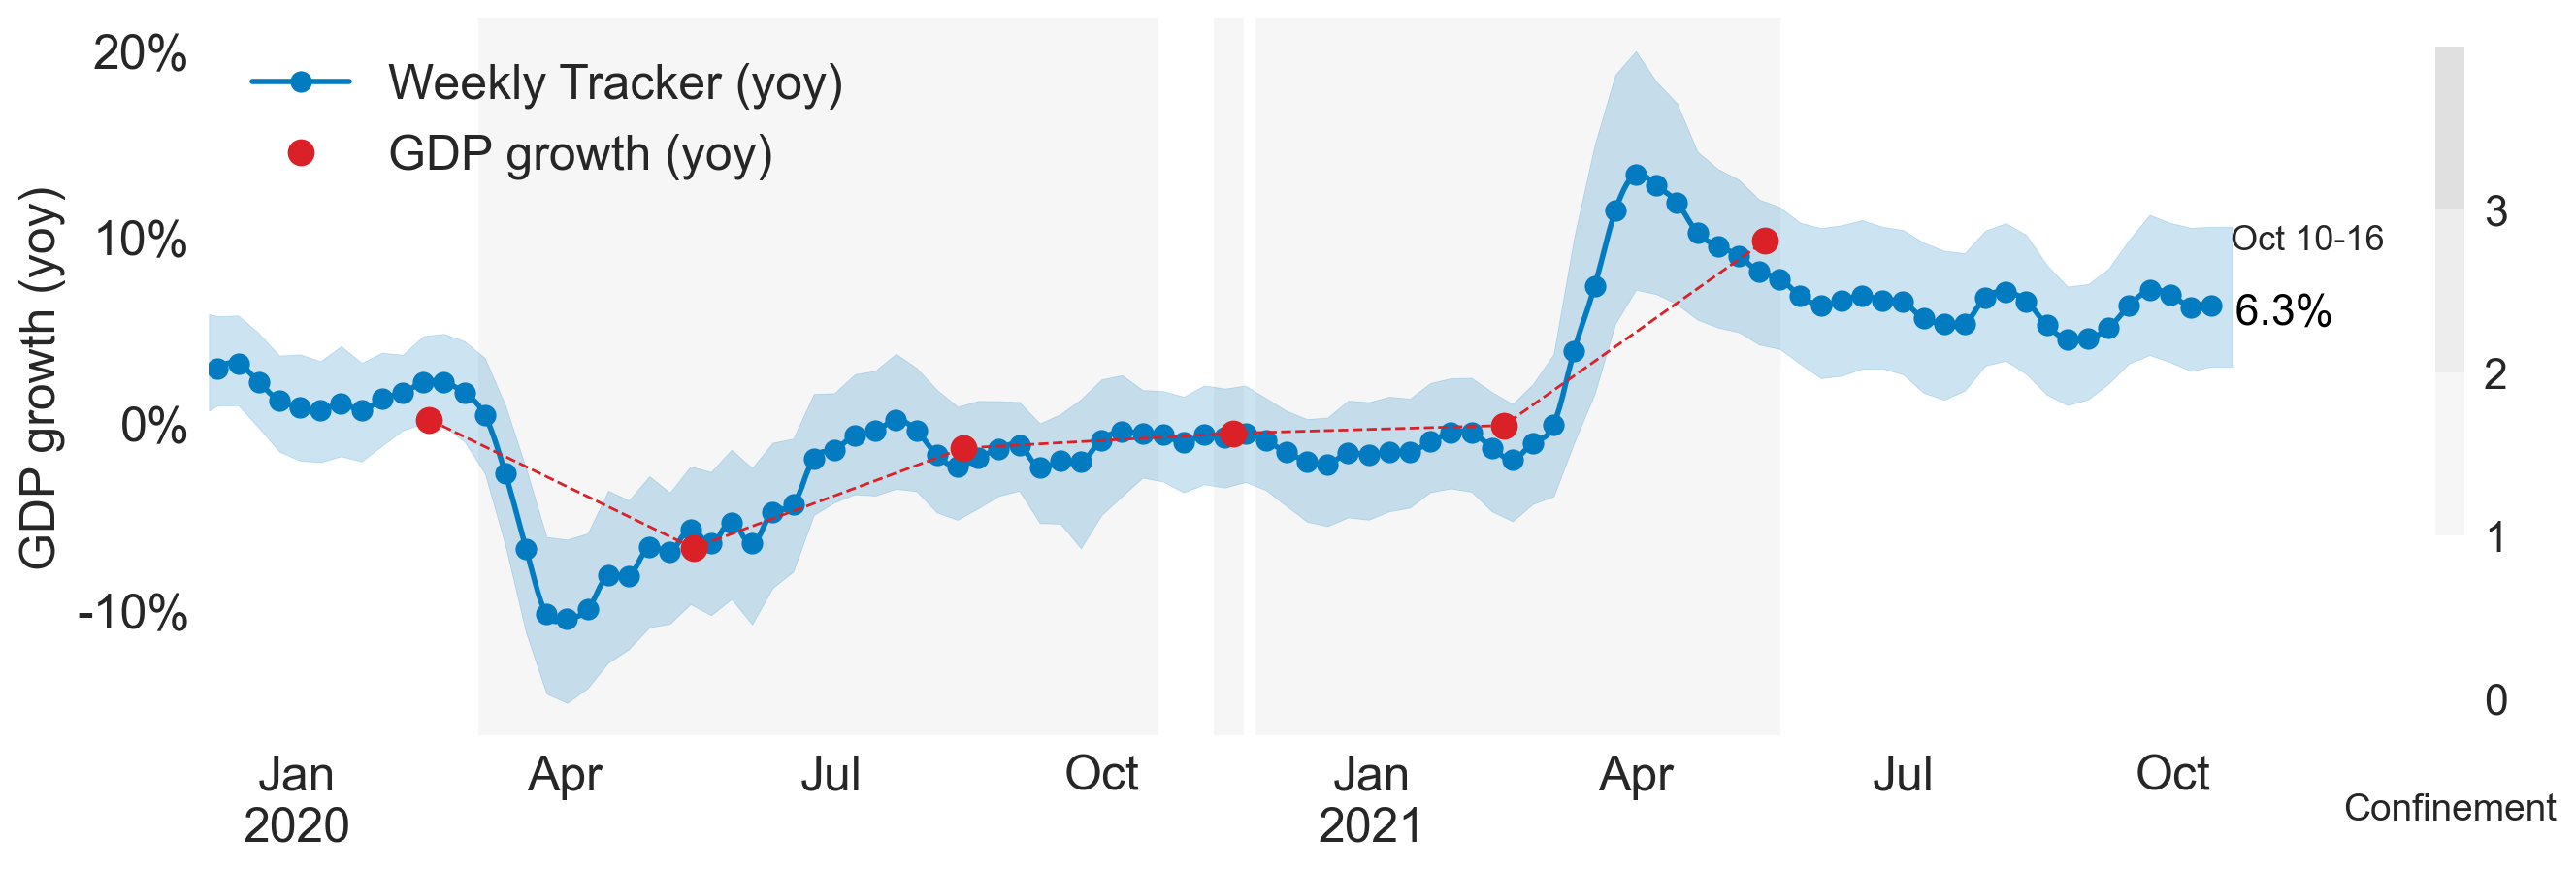 20%
10%
0%
-10%
GDP growth (yoy)
Weekly Tracker (yoy)
GDP growth (yoy)
Oct 10-16
6.3%
3
2
1
0
Confinement
Jan
2020
Apr
Jul
Oct
Jan
2021
Apr
Jul
Oct